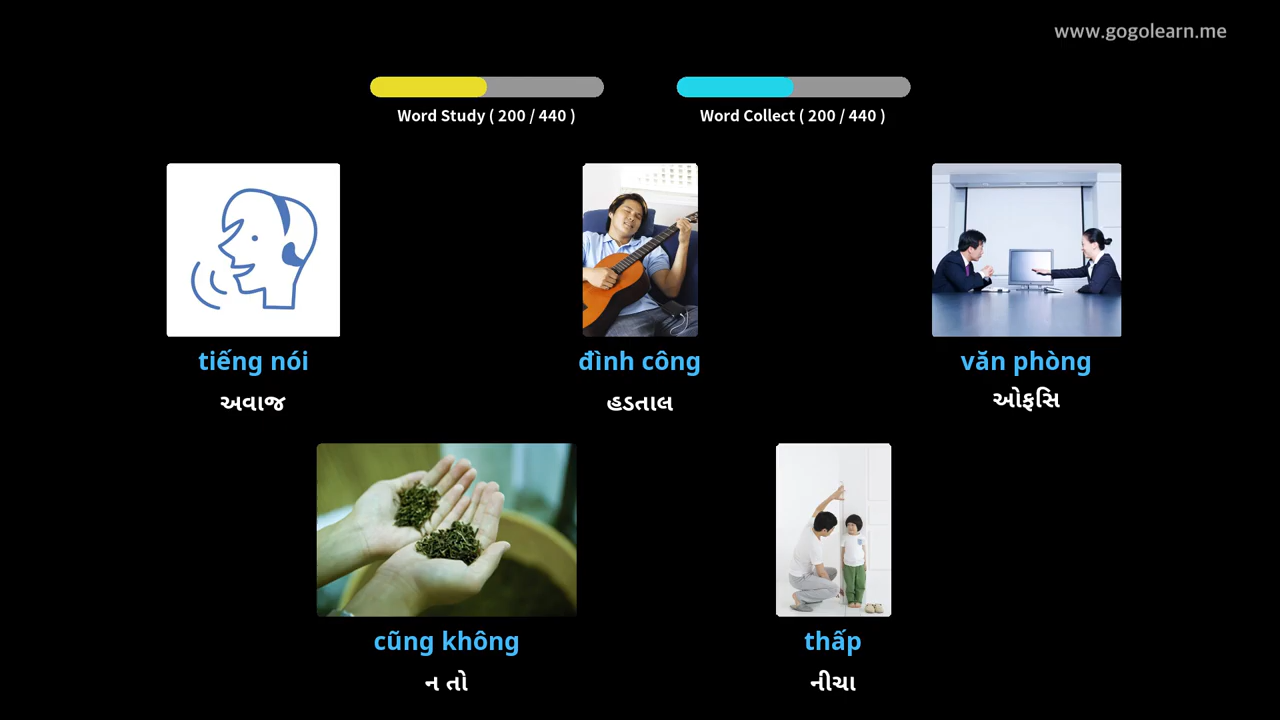 www.gogolearn.me
Word Study ( 200 / 440 )
Word Collect ( 200 / 440 )
tiếng nói
અવાજ
đình công
હડતાલ
văn phòng
ઓફસિ
cũng không
ન તો
thấp
નીચા